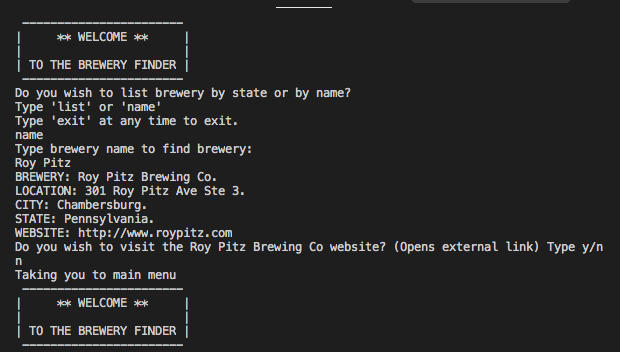 -----------------------
|     ** WELCOME **     |
|                       |
| TO THE BREWERY FINDER |
-----------------------
Do you wish to list brewery by state or by name?
Type 'list' or 'name'
Type 'exit' at any time to exit.
name
Type brewery name to find brewery:
Roy Pitz
BREWERY: Roy Pitz Brewing Co.
LOCATION: 301 Roy Pitz Ave Ste 3.
CITY: Chambersburg.
STATE: Pennsylvania.
WEBSITE: http://www.roypitz.com
Do you wish to visit the Roy Pitz Brewing Co website? (Opens external link) Type y/n
n
Taking you to main menu
-----------------------
|     ** WELCOME **     |
|                       |
| TO THE BREWERY FINDER |
-----------------------